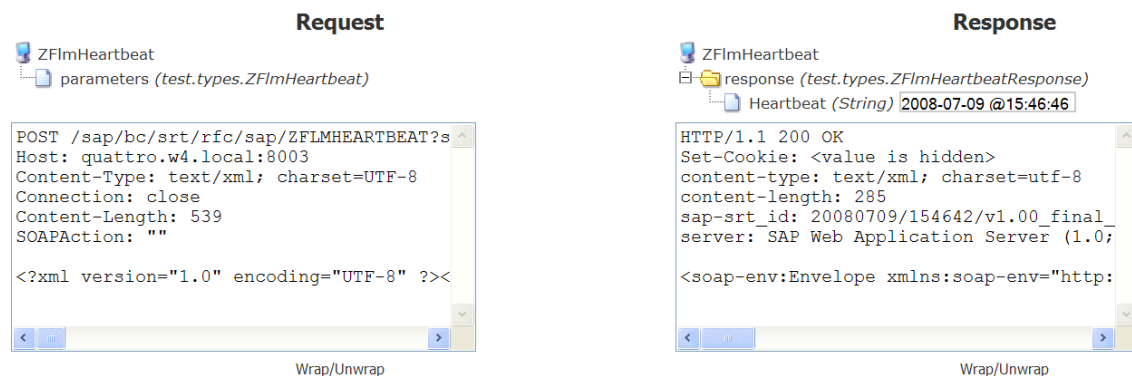 Request
ZFlmHeartbeat
parameters (test.types.ZFlmHeartbeat)
POST /sap/bc/srt/rfc/sap/ZFLMHEARTBEAT?s
Host: quattro.w4.local:8003
Content-Type: text/xml; charset=UTF-8
Connection: close
Content-Length: 539
SOAPAction: ""
<?xml version="1.0" encoding="UTF-8" ?><
Wrap/Unwrap
Response
ZFlmHeartbeat
response (test.types.ZFlmHeartbeatResponse)
Heartbeat (String) 2008-07-09 @15:46:46
HTTP/1.1 200 OK
Set-Cookie: <value is hidden>
content-type: text/xml; charset=utf-8
content-length: 285
sap-srt_id: 20080709/154642/v1.00_final_
server: SAP Web Application Server (1.0;
<soap-env:Envelope xmlns:soap-env="http:
Wrap/Unwrap